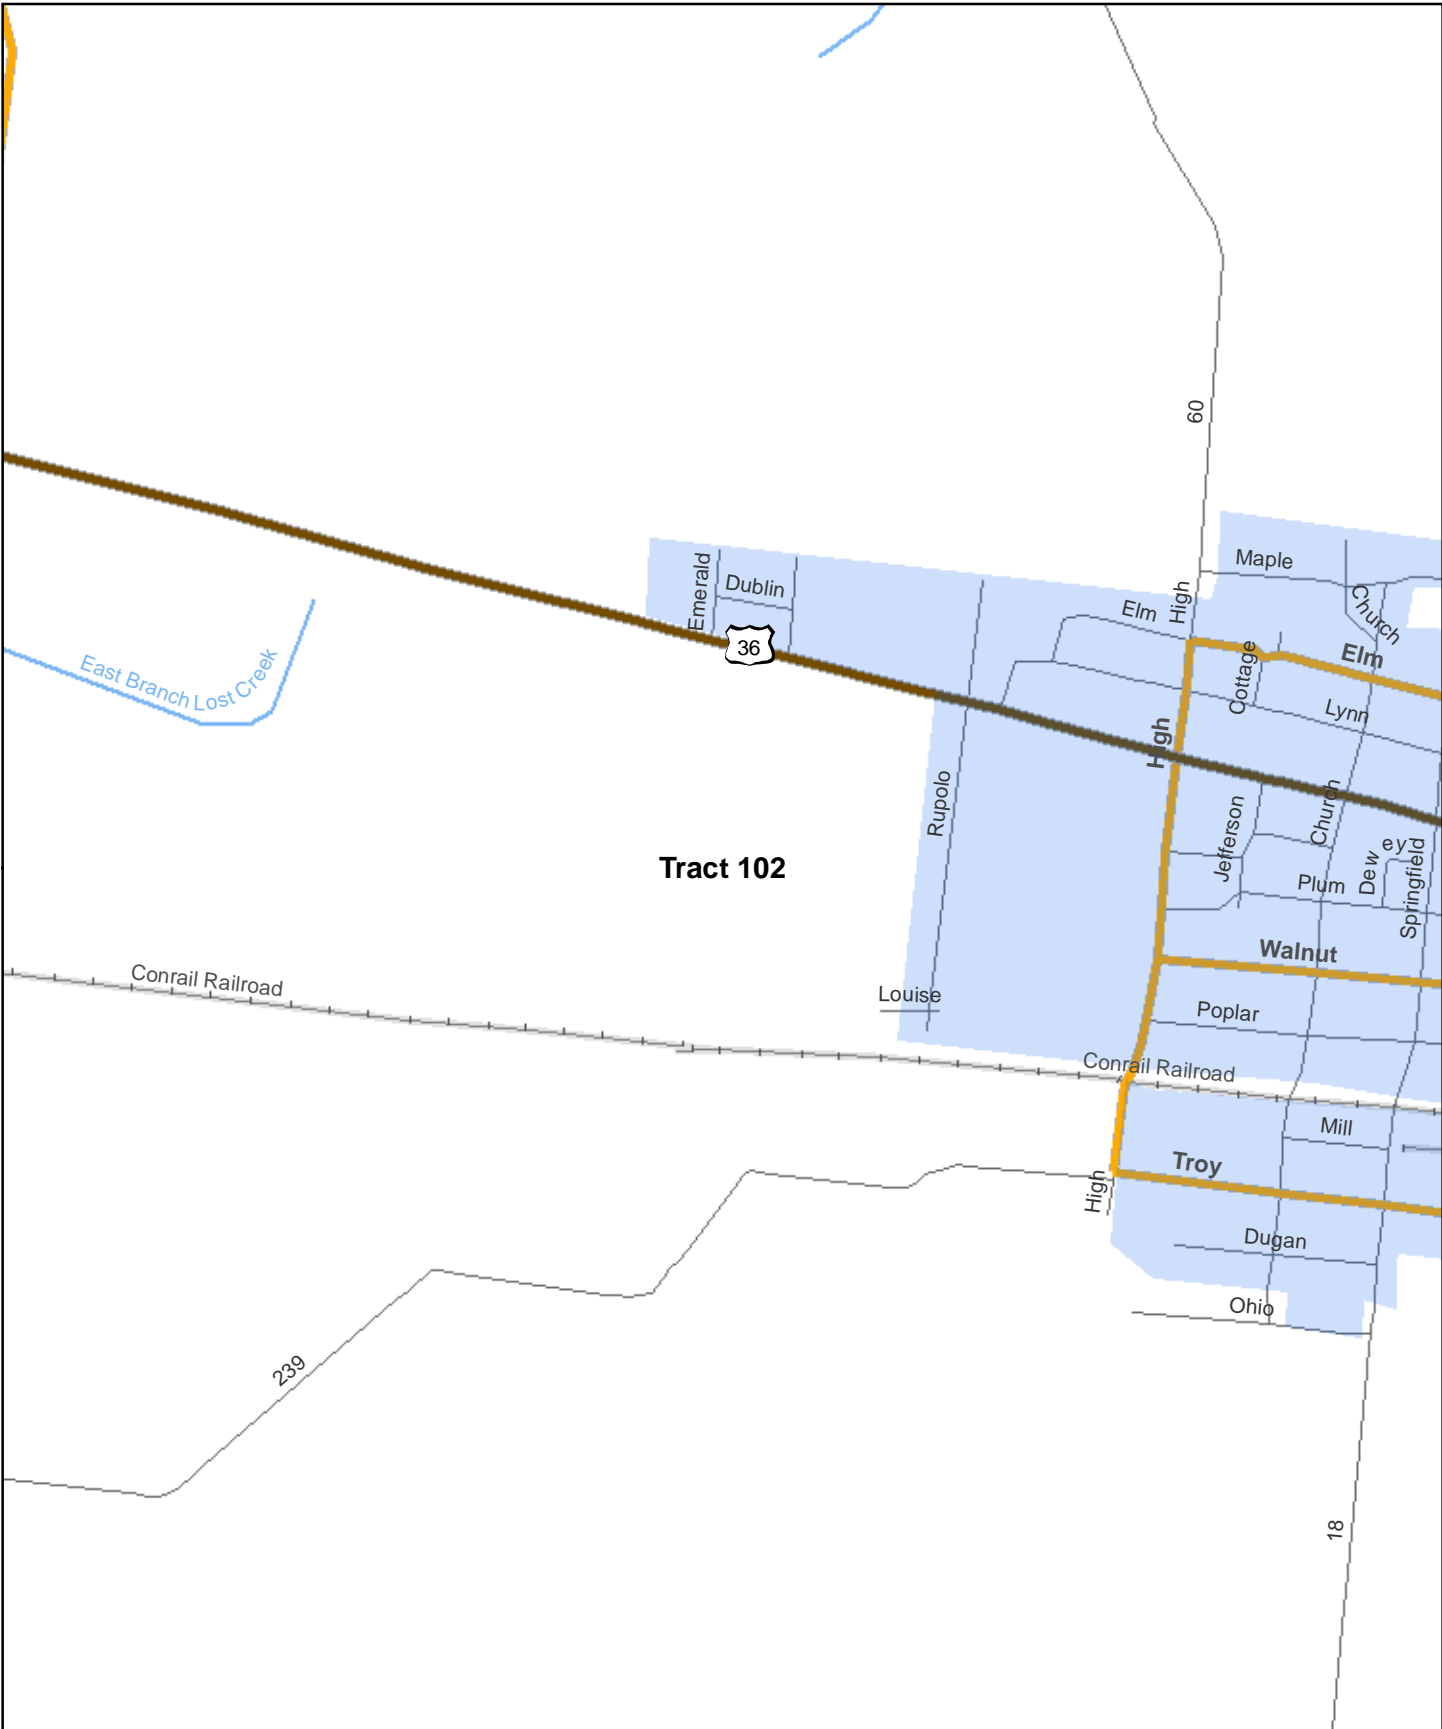 60
Maple
Emerald
Dublin
Church
High
Elm
36
Elm
Cottage
East Branch Lost Creek
Lynn
High
Rupolo
Church
Jefferson
Dewey
Springfield
Tract 102
Plum
Walnut
Conrail Railroad
Louise
Poplar
Conrail Railroad
Mill
Troy
High
Dugan
Ohio
239
18